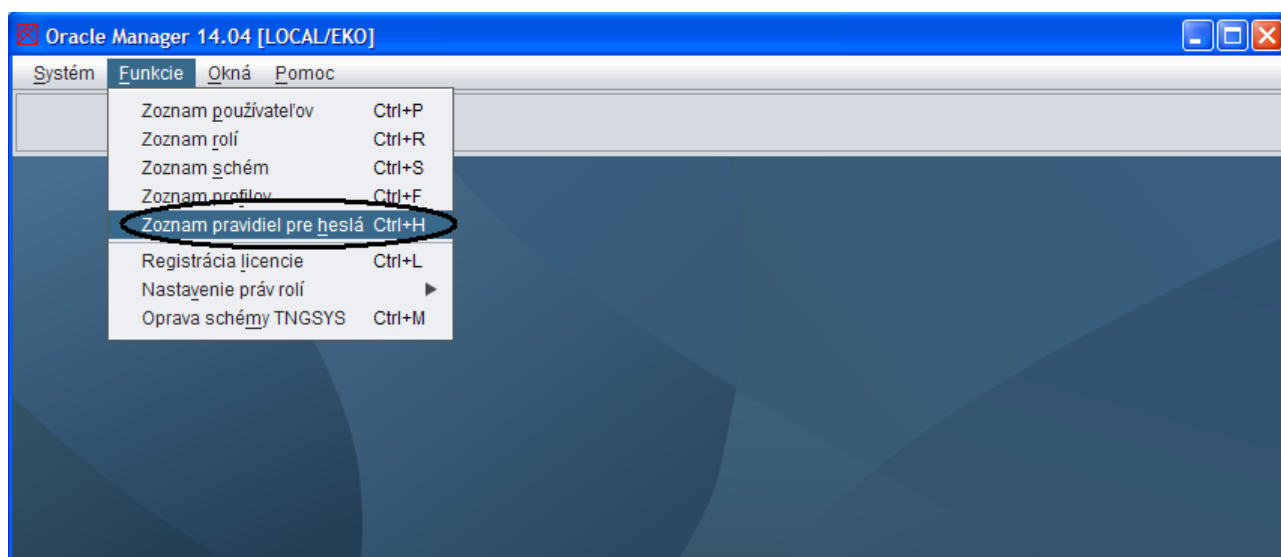 Oracle Manager 14.04 [LOCAL/EKO]
Systém Funkcie Okná Pomoc
Zoznam používateľov Ctrl+P
Zoznam rolí Ctrl+R
Zoznam schém Ctrl+S
Zoznam profilov Ctrl+F
Zoznam pravidiel pre heslá Ctrl+H
Registrácia licencie Ctrl+L
Nastavenie práv rolí
Oprava schémy TNGSYS Ctrl+M